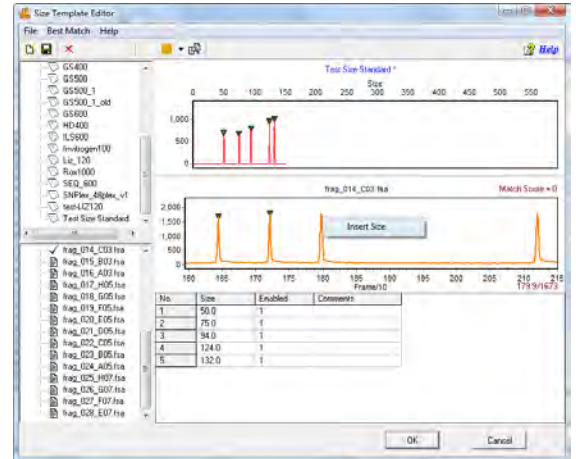 Size Template Editor
File Best Match Help
Help
GS400
GS500
GS500_1
GS500_1_old
GS600
HD400
ILS600
Invitrogen100
Liz_120
Rox1000
SEQ_600
SNPlex_48plex_v1
test-LIZ120
Test Size Standard
Test Size Standard *
Size
0 50 100 150 200 250 300 350 400 450 500 550
1,000
500
0
frag_014_C03.fsa
Match Score = 0
2,000
1,500
1,000
500
0
Insert Size
190 165 170 175 180 185 190 195 200 205 210 215
Frame/10
179.9/1673
frag_014_C03.fsa
frag_015_B03.fsa
frag_016_A03.fsa
frag_017_H05.fsa
frag_018_G05.fsa
frag_019_F05.fsa
frag_020_E05.fsa
frag_021_D05.fsa
frag_022_C05.fsa
frag_023_B05.fsa
frag_024_A05.fsa
frag_025_H07.fsa
frag_026_G07.fsa
frag_027_F07.fsa
frag_028_E07.fsa
No. Size Enabled Comments
1 50.0 1
2 75.0 1
3 94.0 1
4 124.0 1
5 132.0 1
OK Cancel